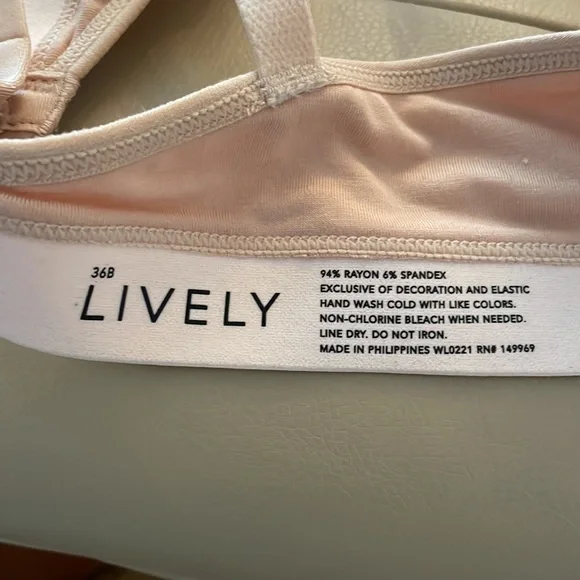 36B
LIVELY
94% RAYON 6% SPANDEX
EXCLUSIVE OF DECORATION AND ELASTIC
HAND WASH COLD WITH LIKE COLORS.
NON-CHLORINE BLEACH WHEN NEEDED.
LINE DRY. DO NOT IRON.
MADE IN PHILIPPINES WL0221 RN# 149969